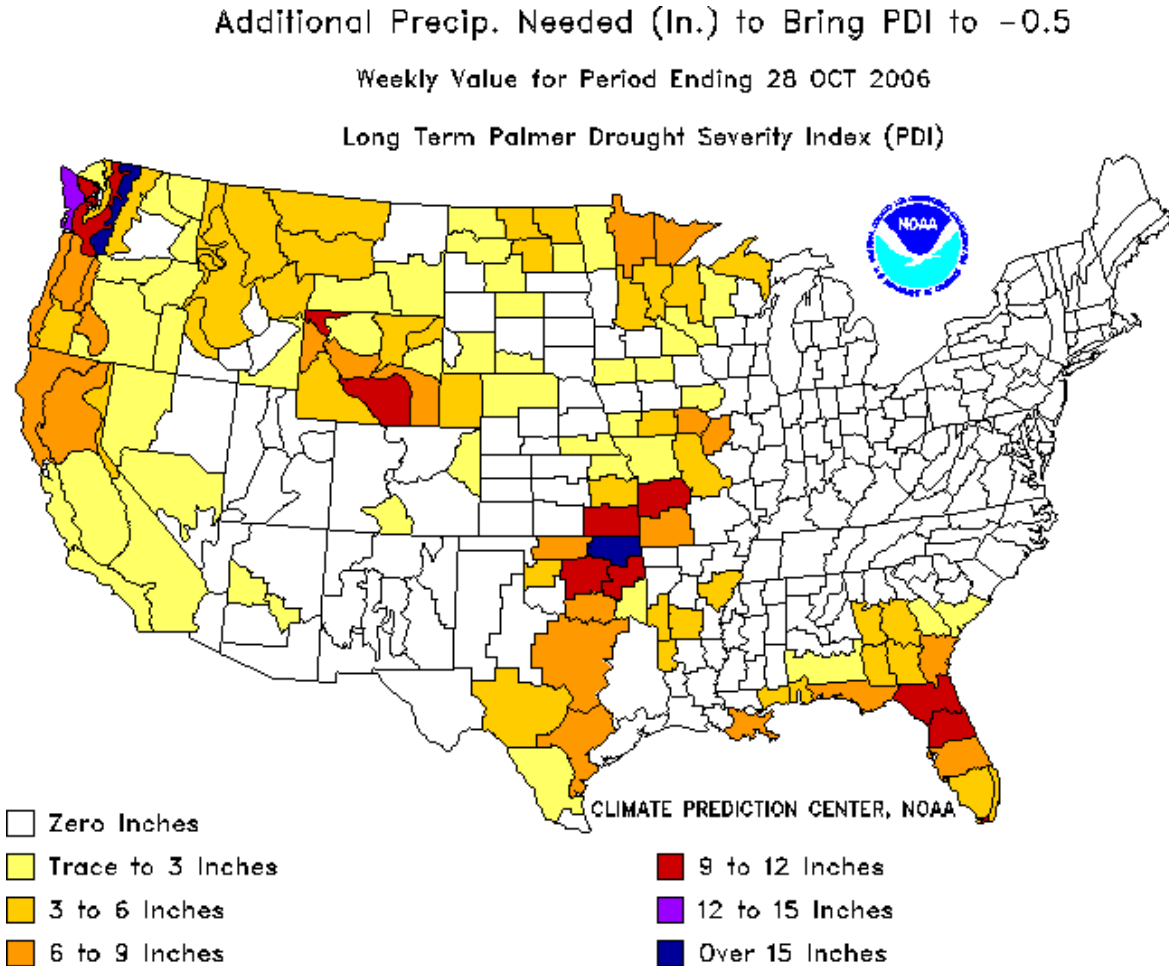 Additional Precip. Needed (In.) to Bring PDI to -0.5
Weekly Value for Period Ending 28 OCT 2006
Long Term Palmer Drought Severity Index (PDI)
NOAA
CLIMATE PREDICTION CENTER, NOAA
Zero Inches
Trace to 3 Inches
3 to 6 Inches
6 to 9 Inches
9 to 12 Inches
12 to 15 Inches
Over 15 Inches